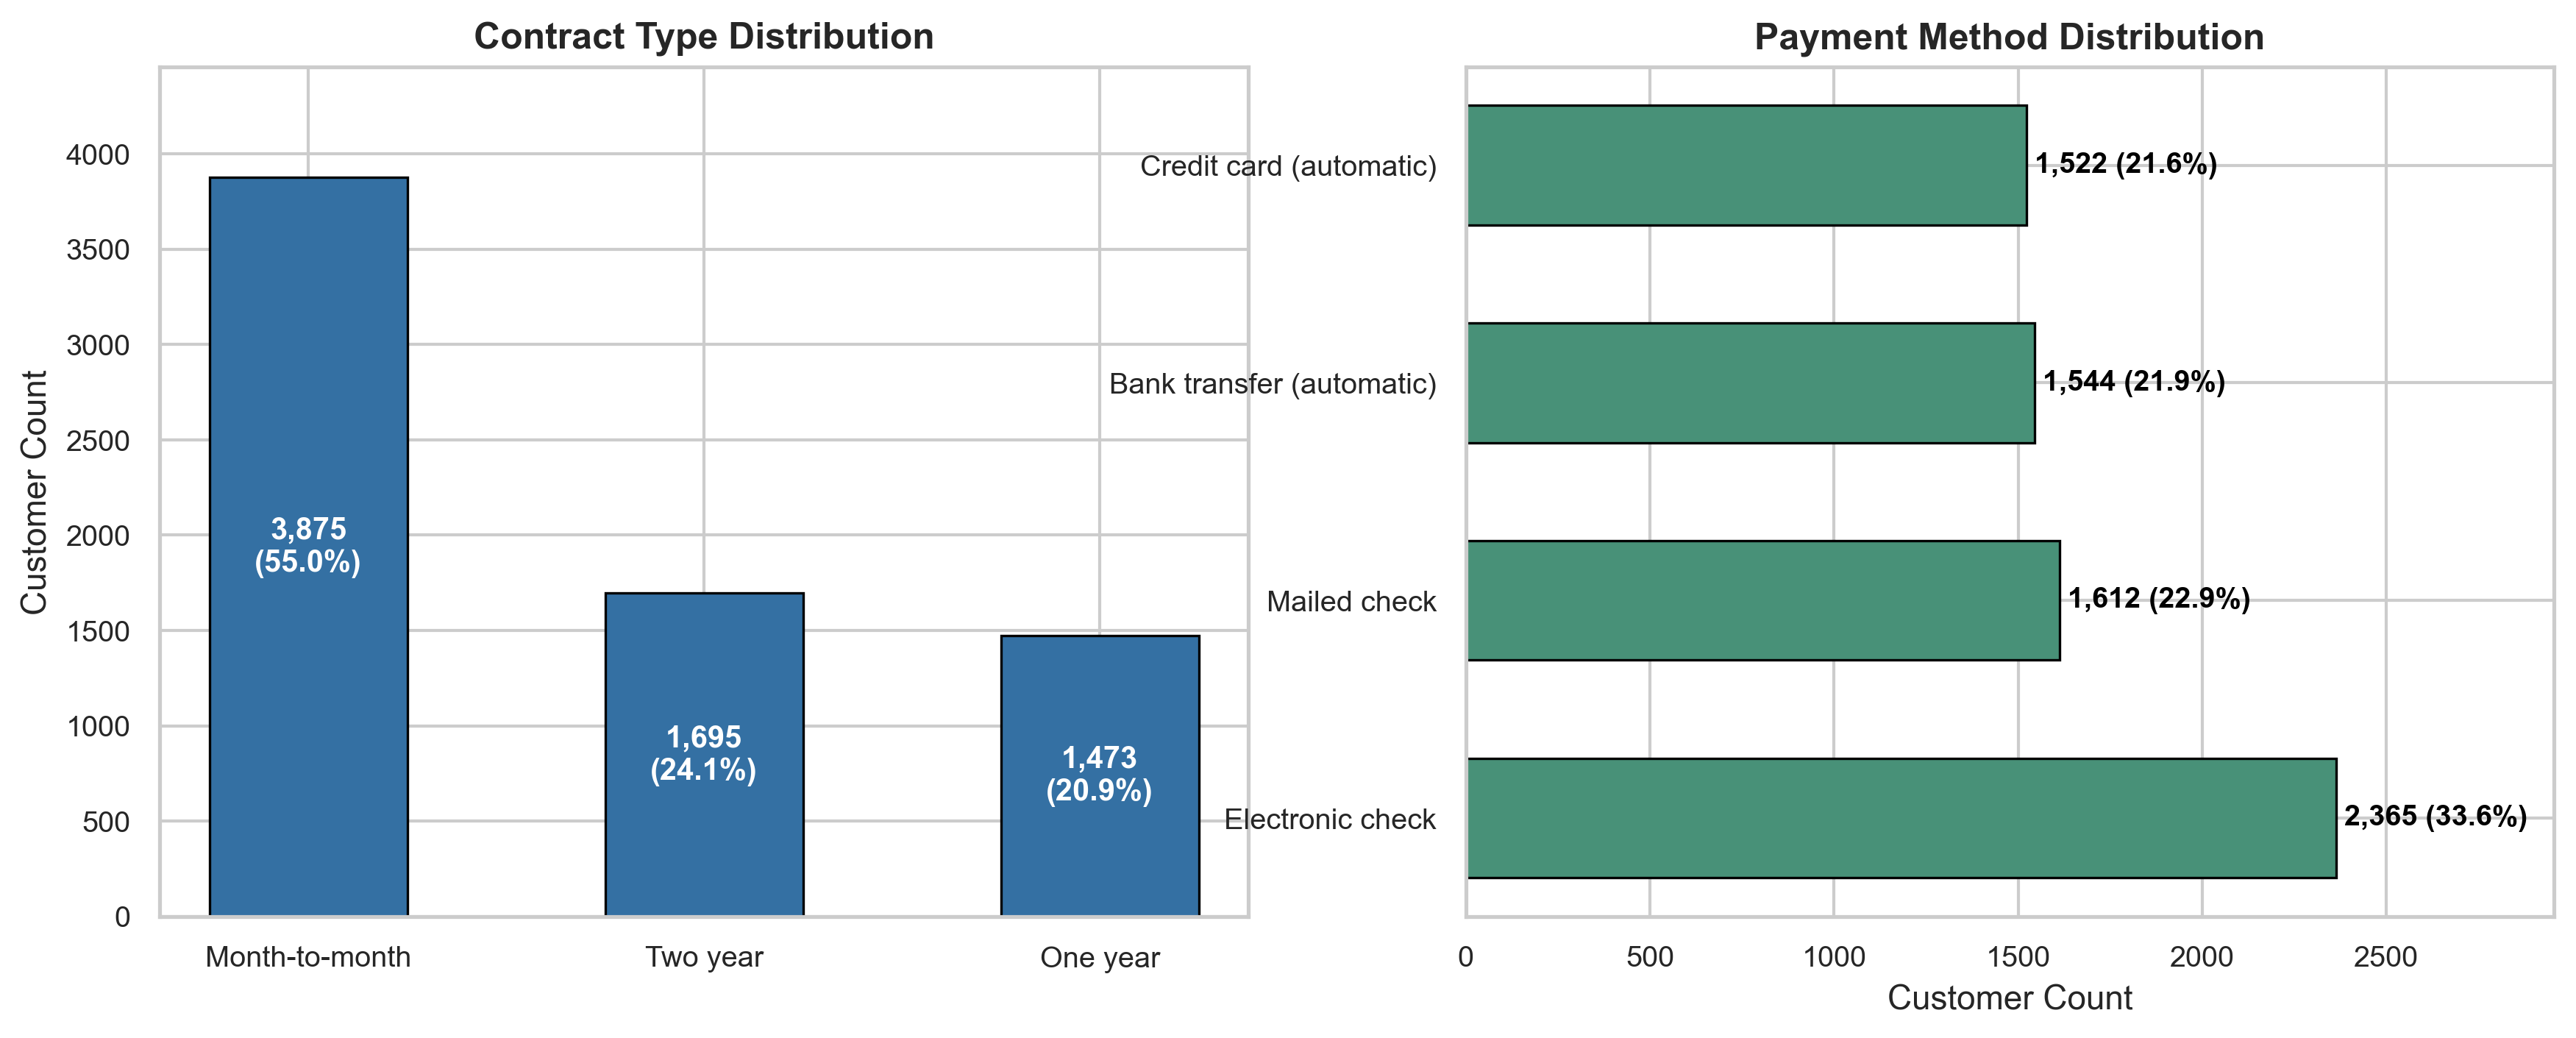 Contract Type Distribution
Customer Count
4000
3500
3000
2500
2000
1500
1000
500
0
3,875
(55.0%)
1,695
(24.1%)
1,473
(20.9%)
Month-to-month
Two year
One year
Payment Method Distribution
Credit card (automatic)
1,522 (21.6%)
Bank transfer (automatic)
1,544 (21.9%)
Mailed check
1,612 (22.9%)
Electronic check
2,365 (33.6%)
0
500
1000
1500
2000
2500
Customer Count